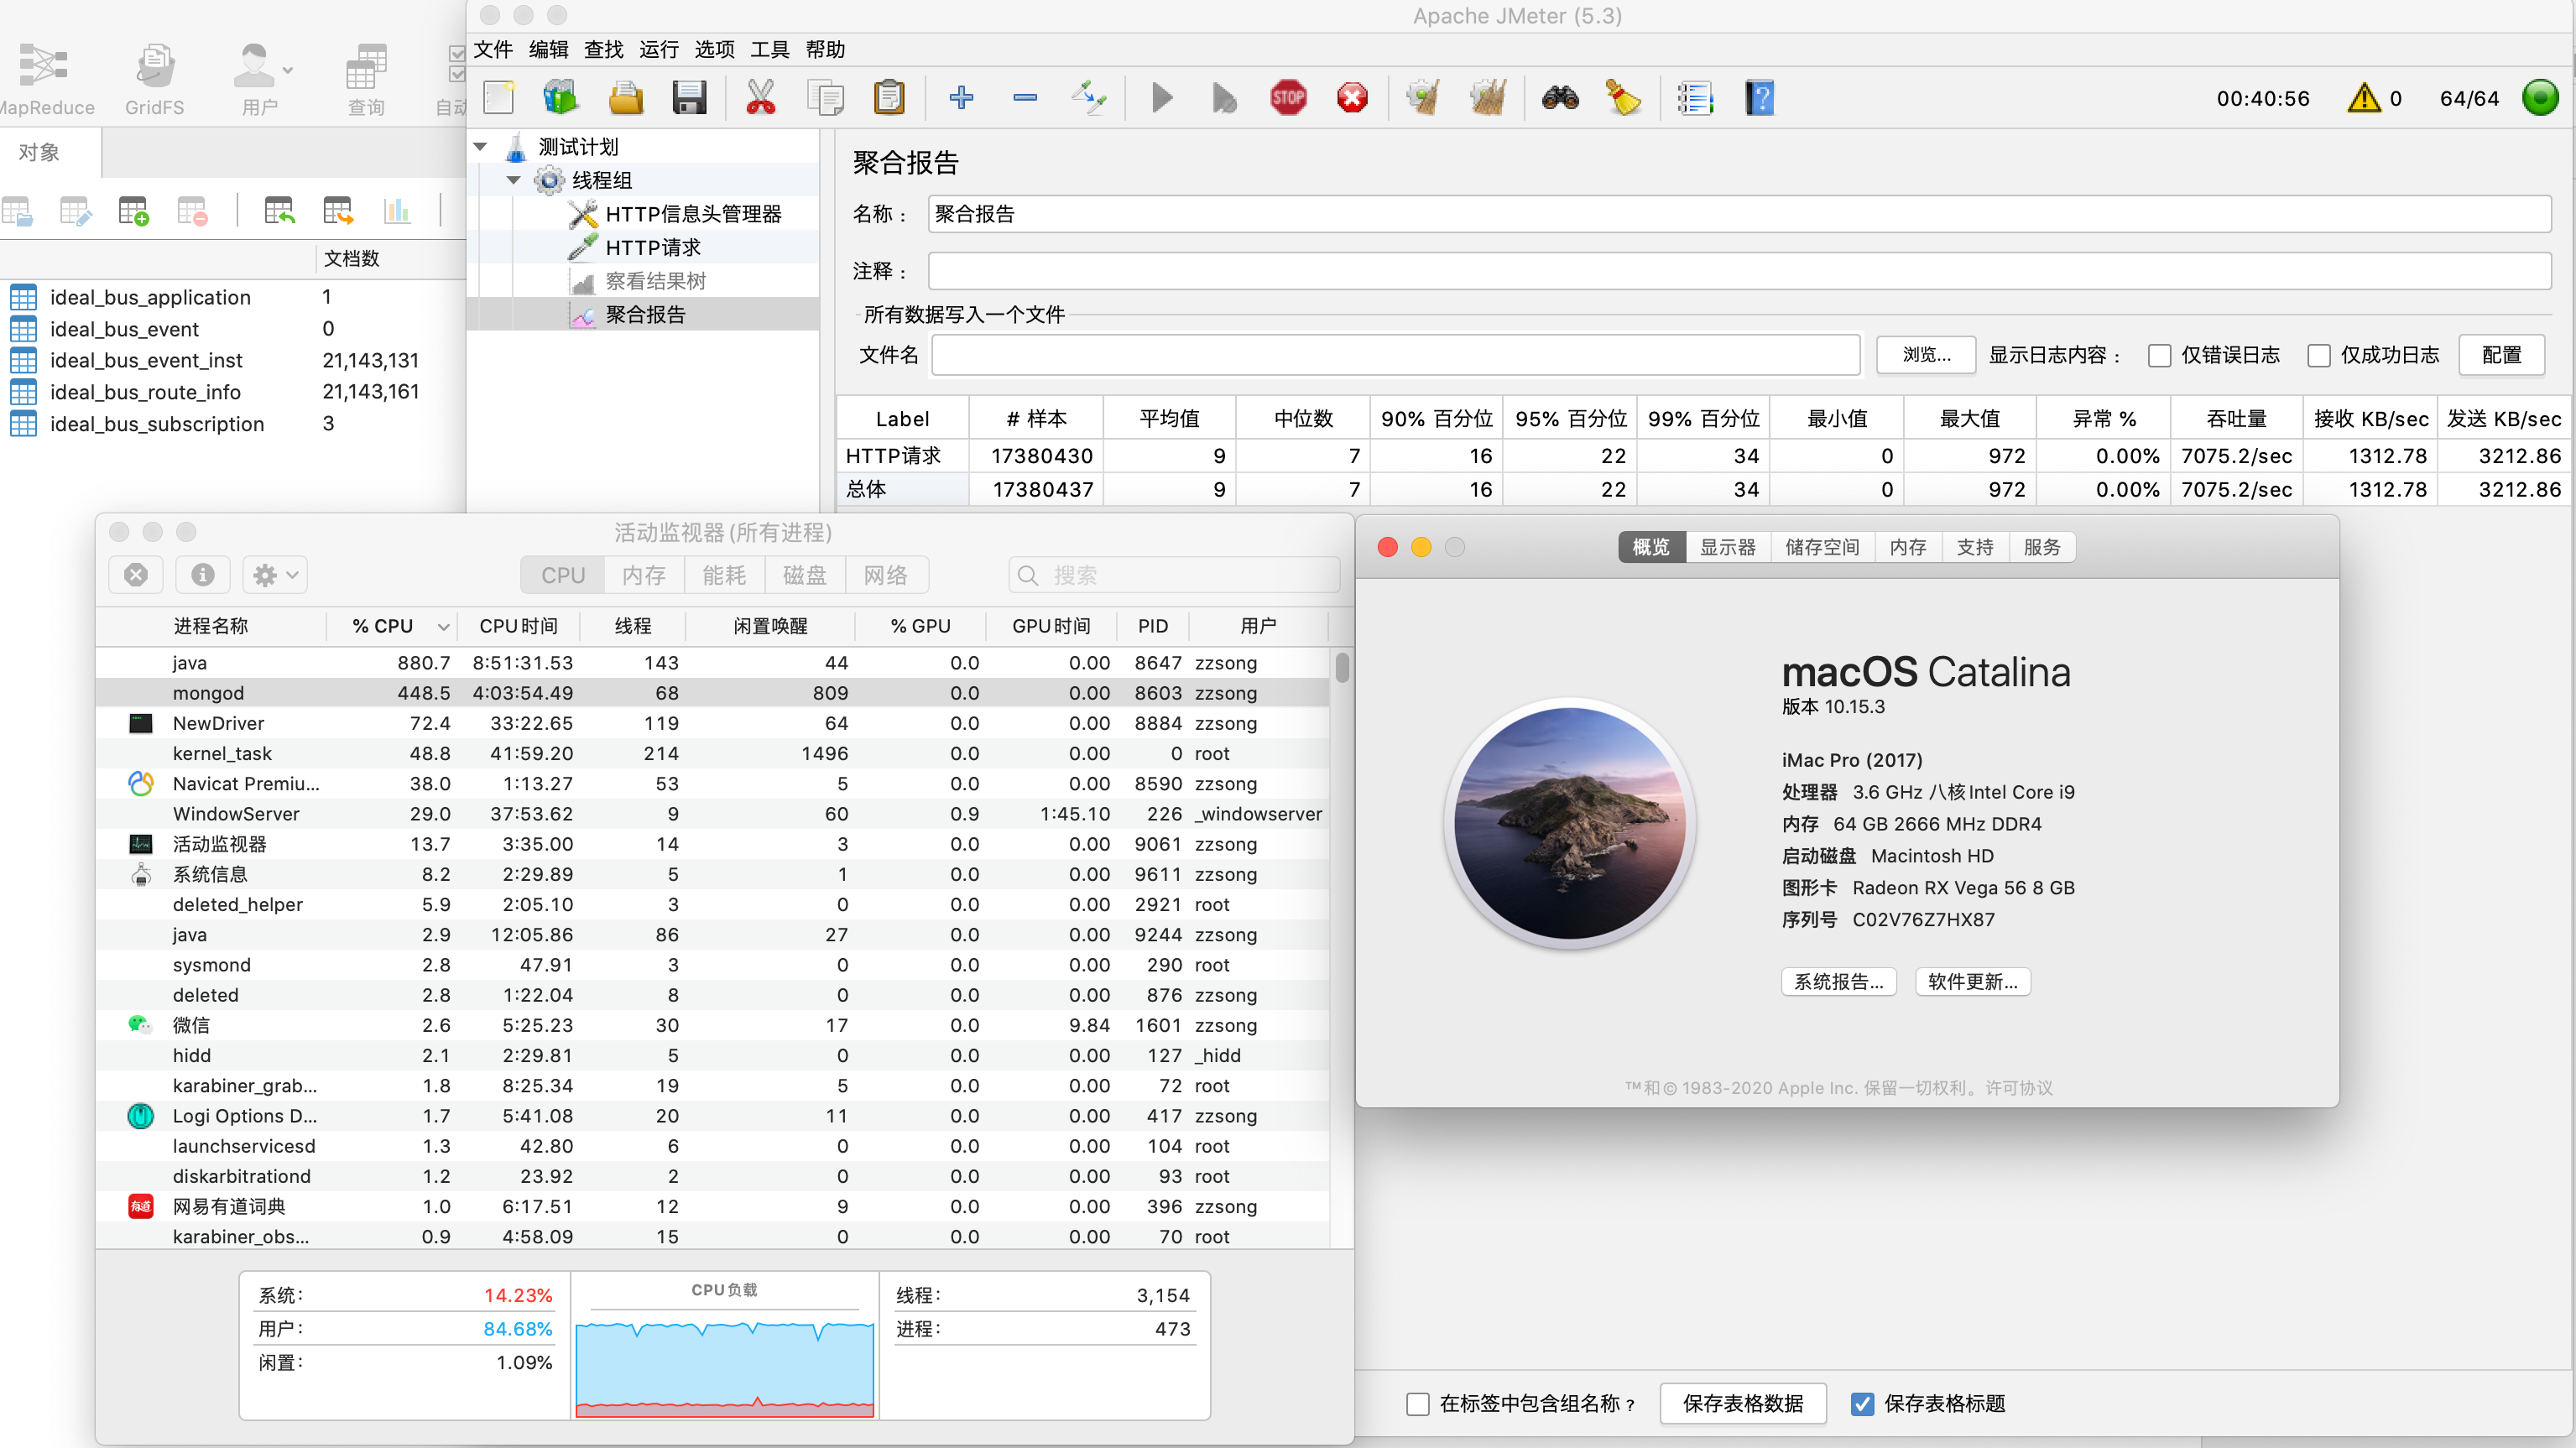 MapReduce
GridFS
用户
查询
自动
对象
文档数
ideal_bus_application 1
ideal_bus_event 0
ideal_bus_event_inst 21,143,131
ideal_bus_route_info 21,143,161
ideal_bus_subscription 3
Apache JMeter (5.3)
文件 编辑 查找 运行 选项 工具 帮助
STOP
00:40:56 0 64/64
测试计划
线程组
HTTP信息头管理器
HTTP请求
察看结果树
聚合报告
聚合报告
名称： 聚合报告
注释：
所有数据写入一个文件
文件名 浏览... 显示日志内容： 仅错误日志 仅成功日志 配置
Label # 样本 平均值 中位数 90% 百分位 95% 百分位 99% 百分位 最小值 最大值 异常 % 吞吐量 接收 KB/sec 发送 KB/sec
HTTP请求 17380430 9 7 16 22 34 0 972 0.00% 7075.2/sec 1312.78 3212.86
总体 17380437 9 7 16 22 34 0 972 0.00% 7075.2/sec 1312.78 3212.86
活动监视器 (所有进程)
CPU 内存 能耗 磁盘 网络 搜索
进程名称 % CPU CPU 时间 线程 闲置唤醒 % GPU GPU 时间 PID 用户
java 880.7 8:51:31.53 143 44 0.0 0.00 8647 zzsong
mongod 448.5 4:03:54.49 68 809 0.0 0.00 8603 zzsong
NewDriver 72.4 33:22.65 119 64 0.0 0.00 8884 zzsong
kernel_task 48.8 41:59.20 214 1496 0.0 0.00 0 root
Navicat Premiu... 38.0 1:13.27 53 5 0.0 0.00 8590 zzsong
WindowServer 29.0 37:53.62 9 60 0.9 1:45.10 226 _windowserver
活动监视器 13.7 3:35.00 14 3 0.0 0.00 9061 zzsong
系统信息 8.2 2:29.89 5 1 0.0 0.00 9611 zzsong
deleted_helper 5.9 2:05.10 3 0 0.0 0.00 2921 root
java 2.9 12:05.86 86 27 0.0 0.00 9244 zzsong
sysmond 2.8 47.91 3 0 0.0 0.00 290 root
deleted 2.8 1:22.04 8 0 0.0 0.00 876 zzsong
微信 2.6 5:25.23 30 17 0.0 9.84 1601 zzsong
hidd 2.1 2:29.81 5 0 0.0 0.00 127 _hidd
karabiner_grab... 1.8 8:25.34 19 5 0.0 0.00 72 root
Logi Options D... 1.7 5:41.08 20 11 0.0 0.00 417 zzsong
launchservicesd 1.3 42.80 6 0 0.0 0.00 104 root
diskarbitrationd 1.2 23.92 2 0 0.0 0.00 93 root
有道 网易有道词典 1.0 6:17.51 12 9 0.0 0.00 396 zzsong
karabiner_obs... 0.9 4:58.09 15 0 0.0 0.00 70 root
系统： 14.23%
用户： 84.68%
闲置： 1.09%
CPU 负载
线程： 3,154
进程： 473
概览 显示器 储存空间 内存 支持 服务
macOS Catalina
版本 10.15.3
iMac Pro (2017)
处理器 3.6 GHz 八核Intel Core i9
内存 64 GB 2666 MHz DDR4
启动磁盘 Macintosh HD
图形卡 Radeon RX Vega 56 8 GB
序列号 C02V76Z7HX87
系统报告... 软件更新...
™和© 1983-2020 Apple Inc. 保留一切权利。许可协议
在标签中包含组名称？ 保存表格数据 保存表格标题